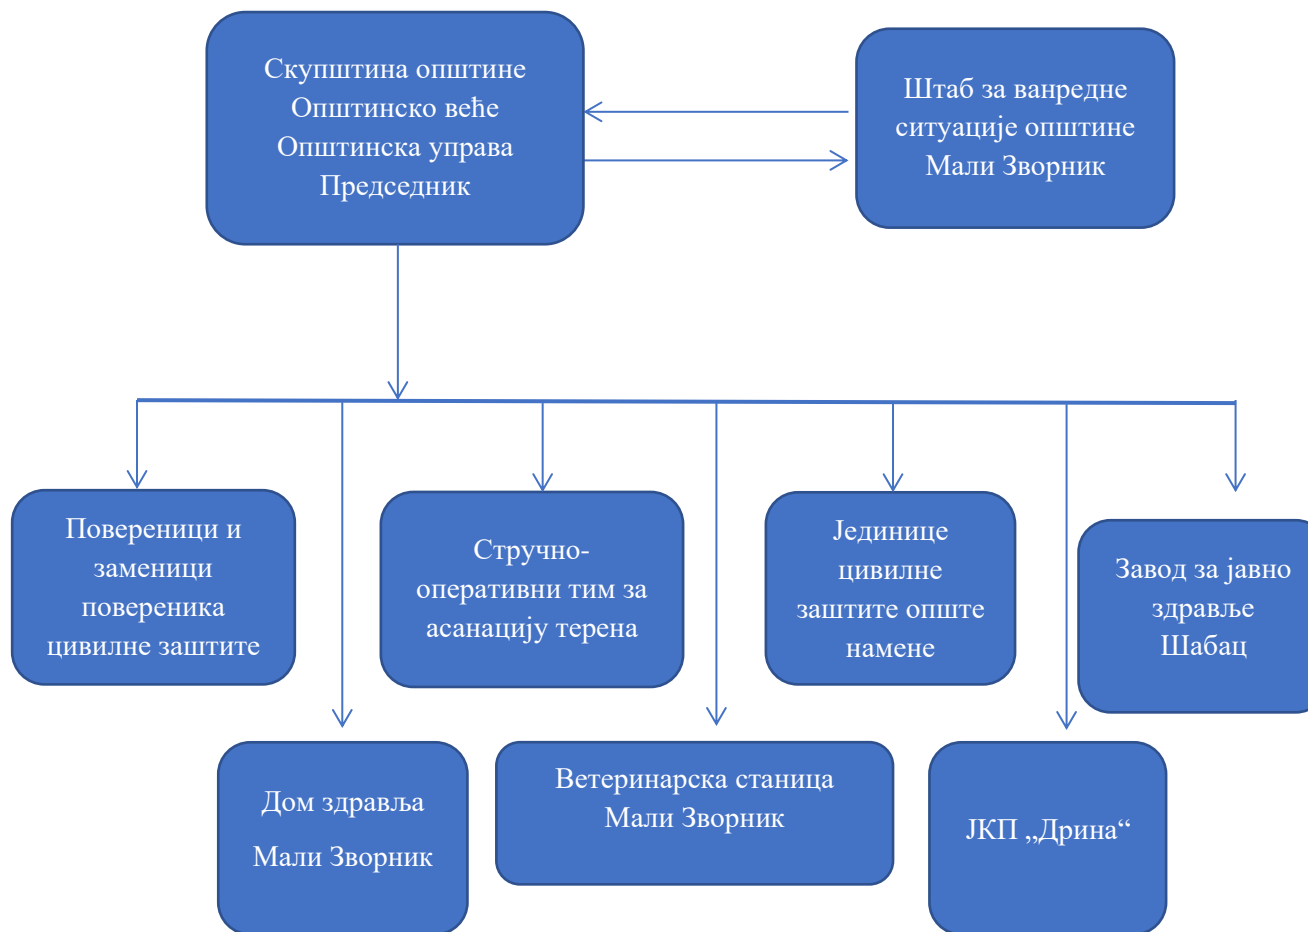 Скупштина општине
Општинско веће
Општинска управа
Председник
Штаб за ванредне
ситуације општине
Мали Зворник
Повереници и
заменици
повереника
цивилне заштите
Стручно-
оперативни тим за
асанацију терена
Јединице
цивилне
заштите опште
намене
Завод за јавно
здравље
Шабац
Дом здравља
Мали Зворник
Ветеринарска станица
Мали Зворник
ЈКП „Дрина“